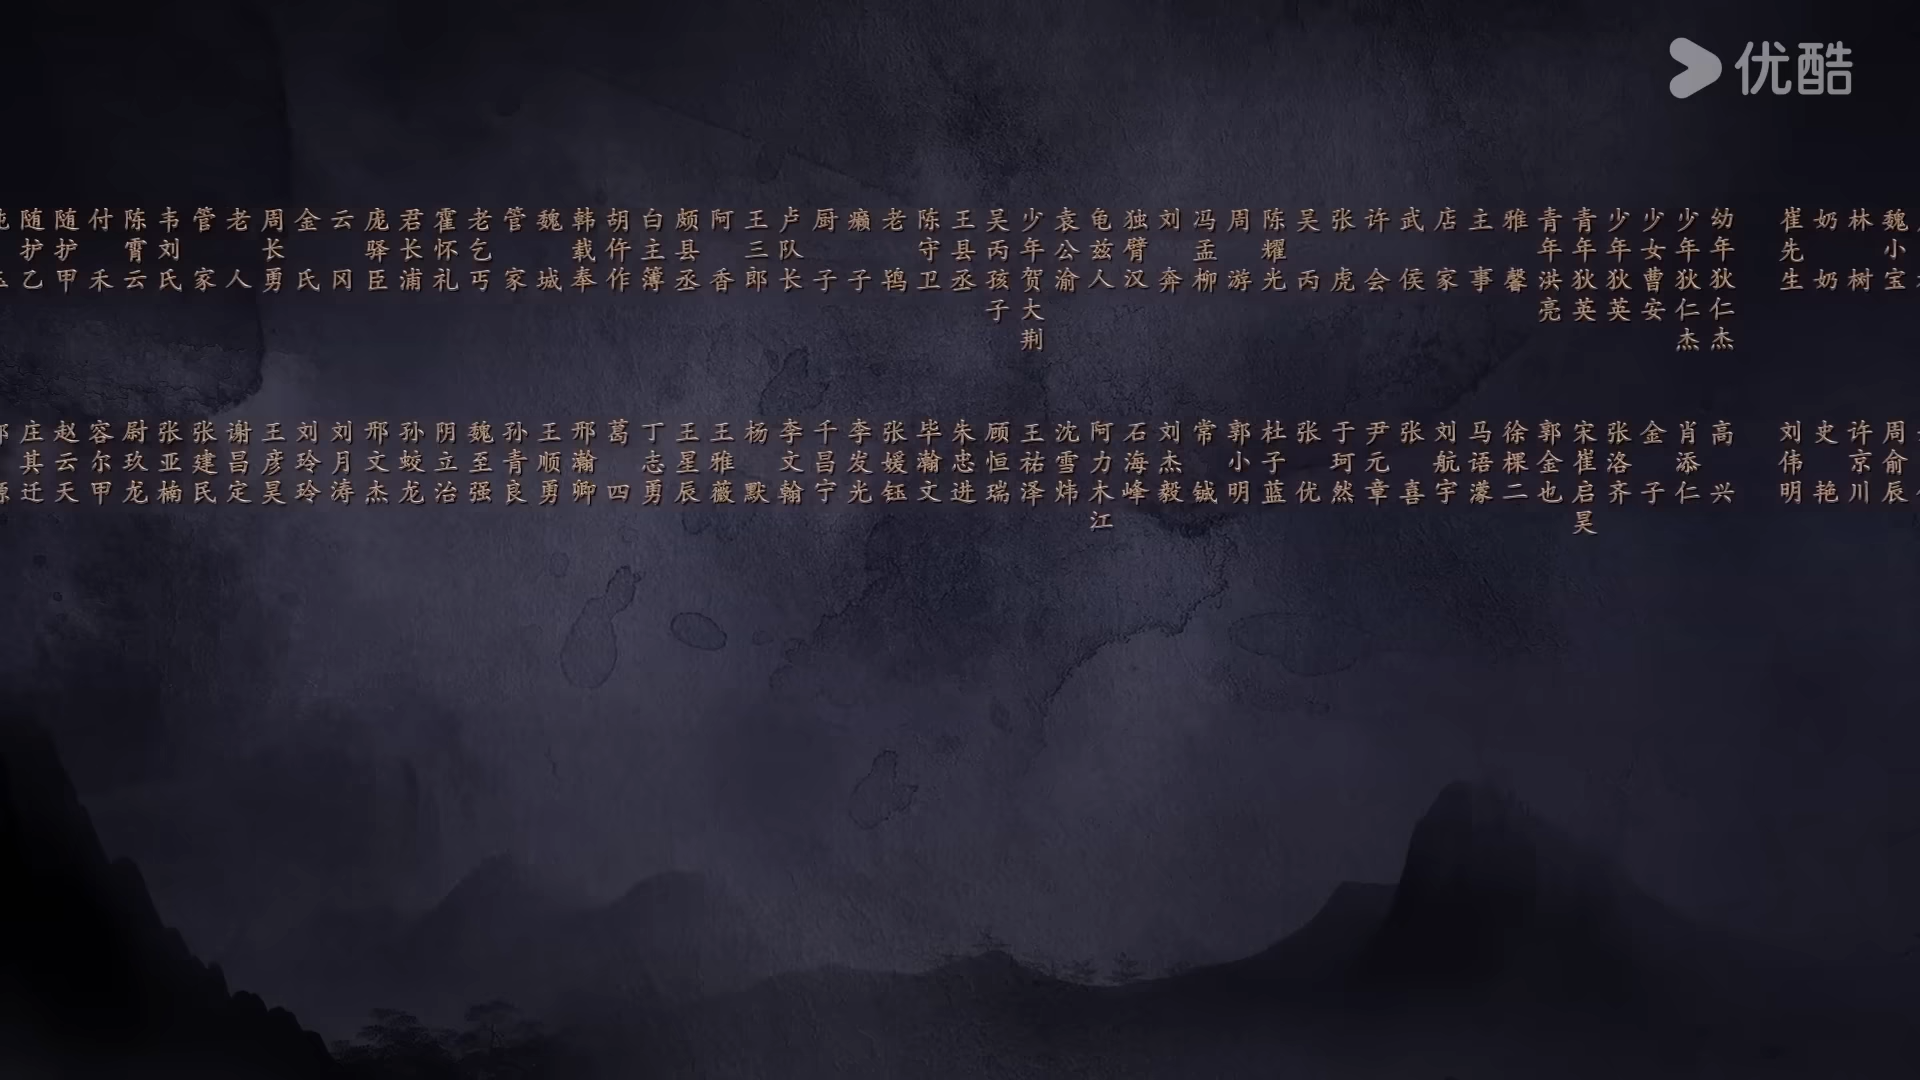 优酷
魏小宝
林树
奶奶
崔先生
幼年狄仁杰
少年狄仁杰
少女曹安
少年狄英
青年狄英
青年洪亮
雅馨
主事
店家
武侯
许会
张虎
吴丙
陈耀光
周游
冯孟柳
刘奔
独臂汉
龟兹人
袁公渝
少年贺大荆
吴丙孩子
王县丞
陈守卫
老鸨
癞子
厨子
卢队长
王三郎
阿香
颇县丞
白主薄
胡仵作
韩载奉
魏城
管家
老乞丐
霍怀礼
君长浦
庞驿臣
云冈
金氏
周长勇
老人
管家
韦刘氏
陈霄云
付禾
随护甲
随护乙
周俞辰
许京川
史艳
刘伟明
高兴
肖添仁
金子
张洛齐
宋崔启昊
郭金也
徐棵二
马语濛
刘航宇
张喜
尹元章
于珂然
张优
杜子蓝
郭小明
常铖
刘杰毅
石海峰
阿力木江
沈雪炜
王祐泽
顾恒瑞
朱忠进
毕瀚文
张媛钰
李发光
千昌宁
李文翰
杨默
王雅薇
王星辰
丁志勇
葛四
邢瀚卿
王顺勇
孙青良
魏至强
阴立治
孙蛟龙
邢文杰
刘月涛
刘玲玲
王彦昊
谢昌定
张建民
张亚楠
尉玖龙
容尔甲
赵云天
庄其迁